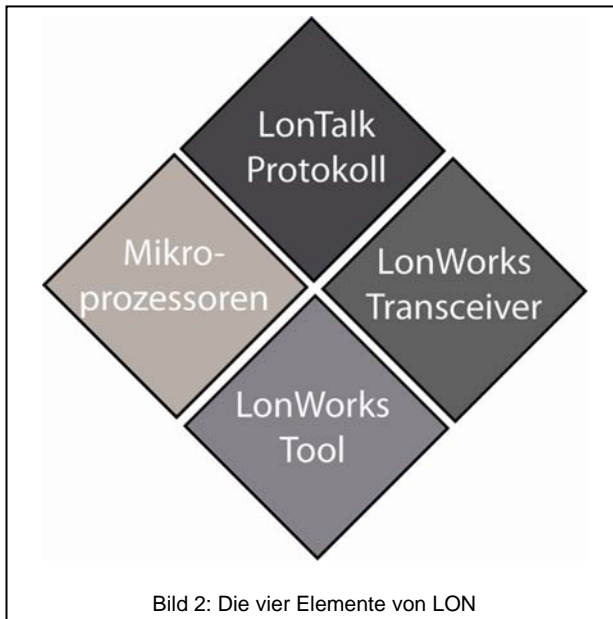 LonTalk
Protokoll
Mikro-
prozessoren
LonWorks
Transceiver
LonWorks
Tool
Bild 2: Die vier Elemente von LON